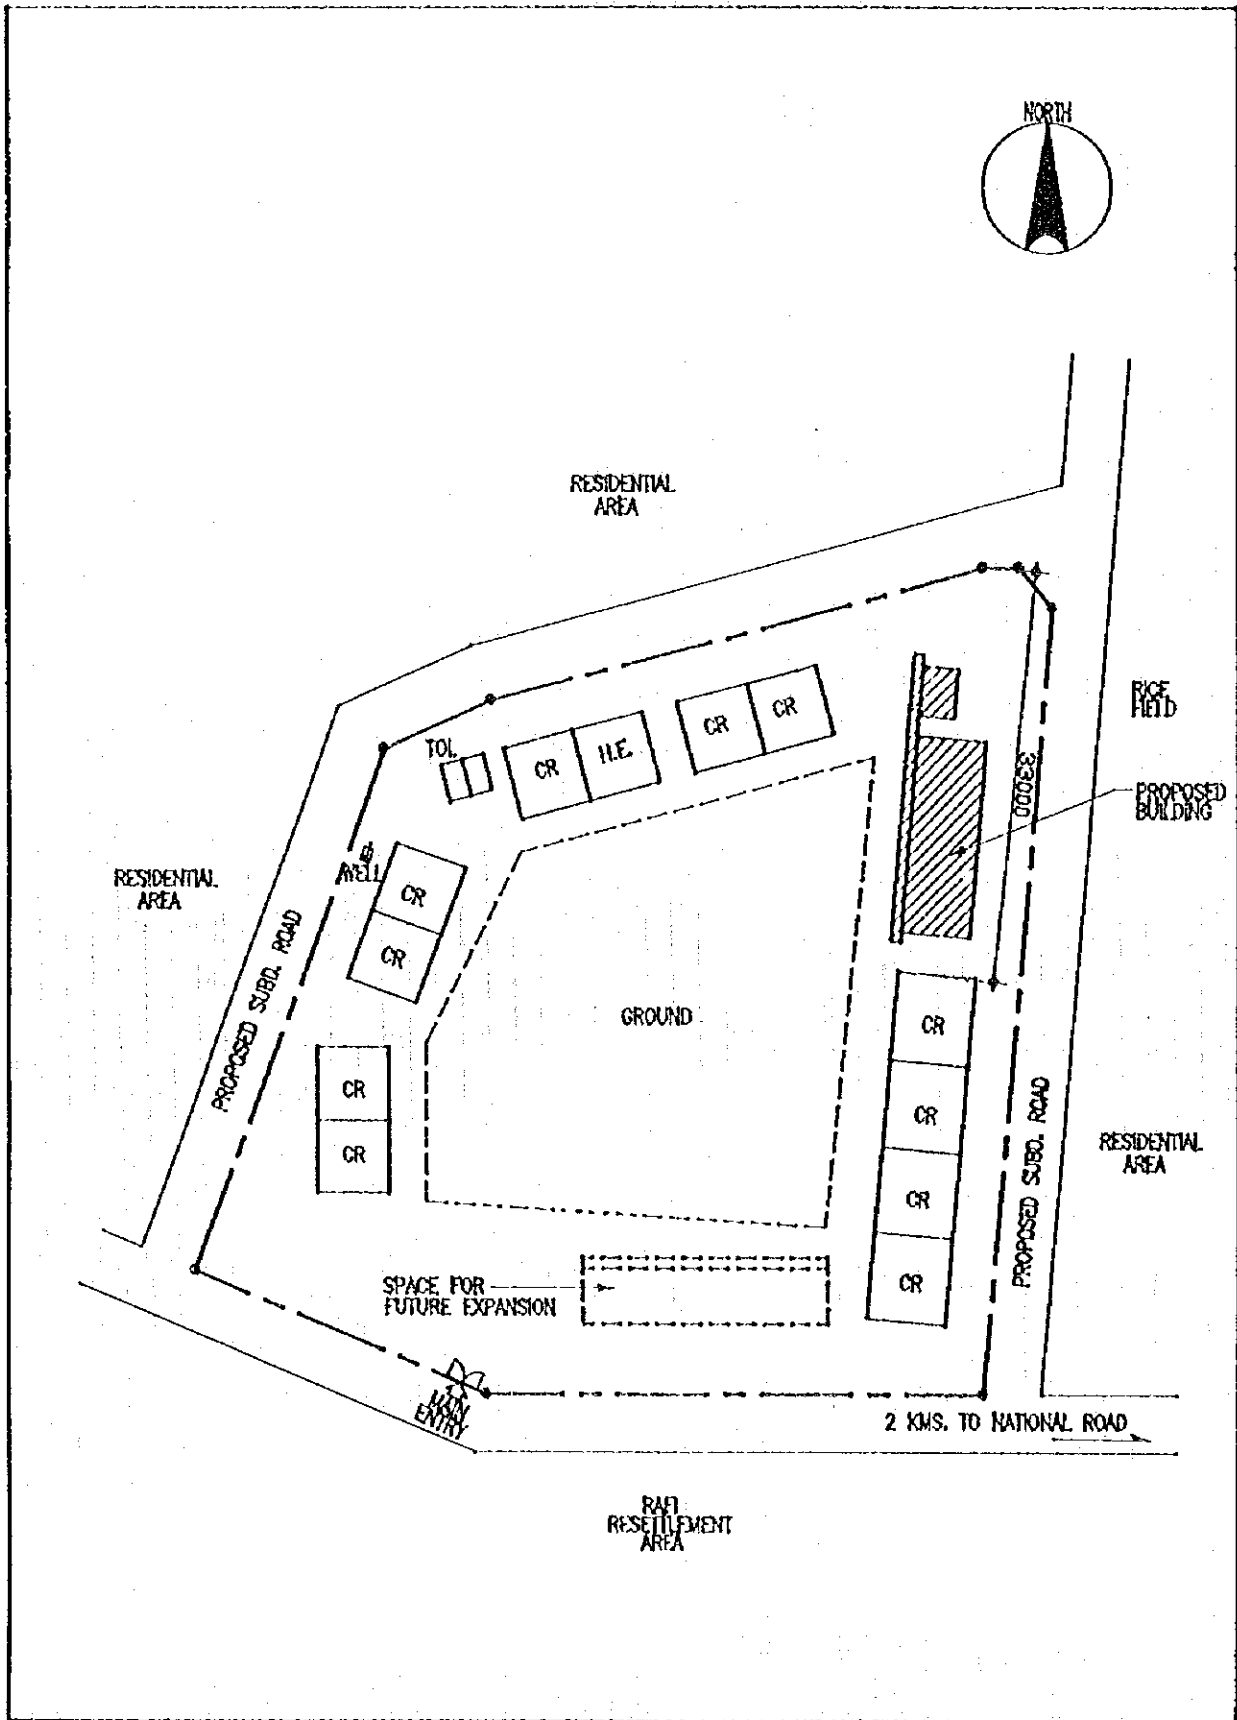 NORTH
RESIDENTIAL
AREA
RICE
FIELD
TOI.
CR
H.E.
CR
CR
33000
PROPOSED
BUILDING
WELL
CR
CR
RESIDENTIAL
AREA
PROPOSED SUBD. ROAD
GROUND
CR
CR
CR
CR
CR
CR
PROPOSED SUBD. ROAD
RESIDENTIAL
AREA
SPACE FOR
FUTURE EXPANSION
MAIN
ENTRY
2 KMS. TO NATIONAL ROAD
RESETTLEMENT
AREA